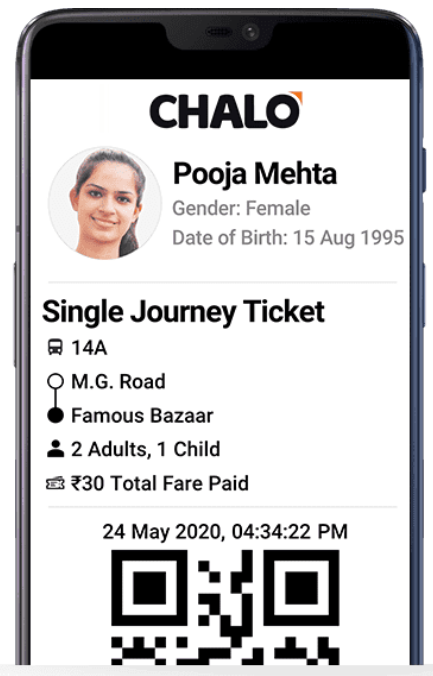 CHALO
Pooja Mehta
Gender: Female
Date of Birth: 15 Aug 1995
Single Journey Ticket
14A
M.G. Road
Famous Bazaar
2 Adults, 1 Child
₹30 Total Fare Paid
24 May 2020, 04:34:22 PM